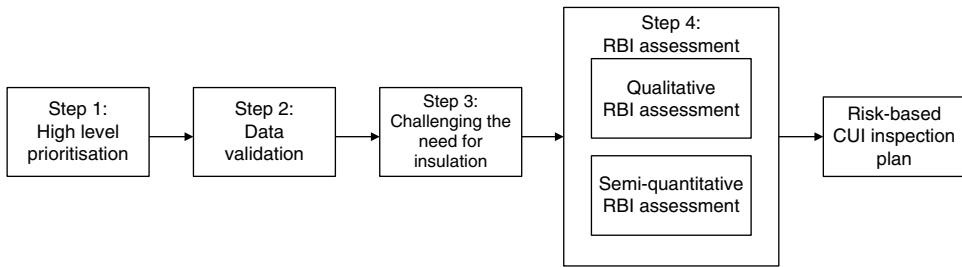 Step 1:
High level
prioritisation
Step 2:
Data
validation
Step 3:
Challenging the
need for
insulation
Step 4:
RBI assessment
Qualitative
RBI assessment
Semi-quantitative
RBI assessment
Risk-based
CUI inspection
plan